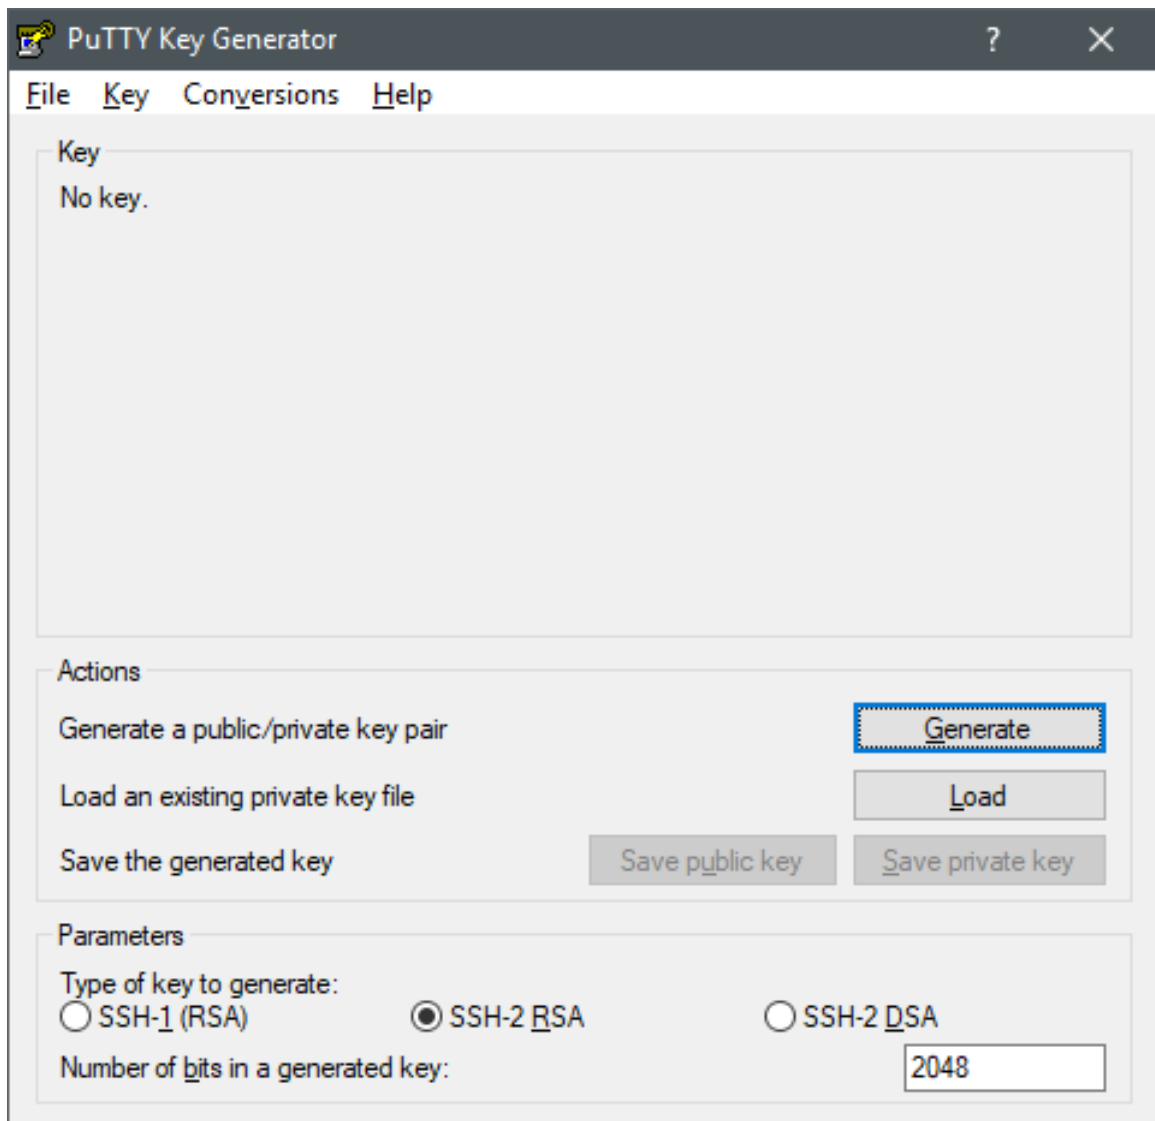 PuTTY Key Generator ?
File Key Conversions Help
Key
No key.
Actions
Generate a public/private key pair Generate
Load an existing private key file Load
Save the generated key Save public key Save private key
Parameters
Type of key to generate:
SSH-1 (RSA) SSH-2 RSA SSH-2 DSA
Number of bits in a generated key: 2048